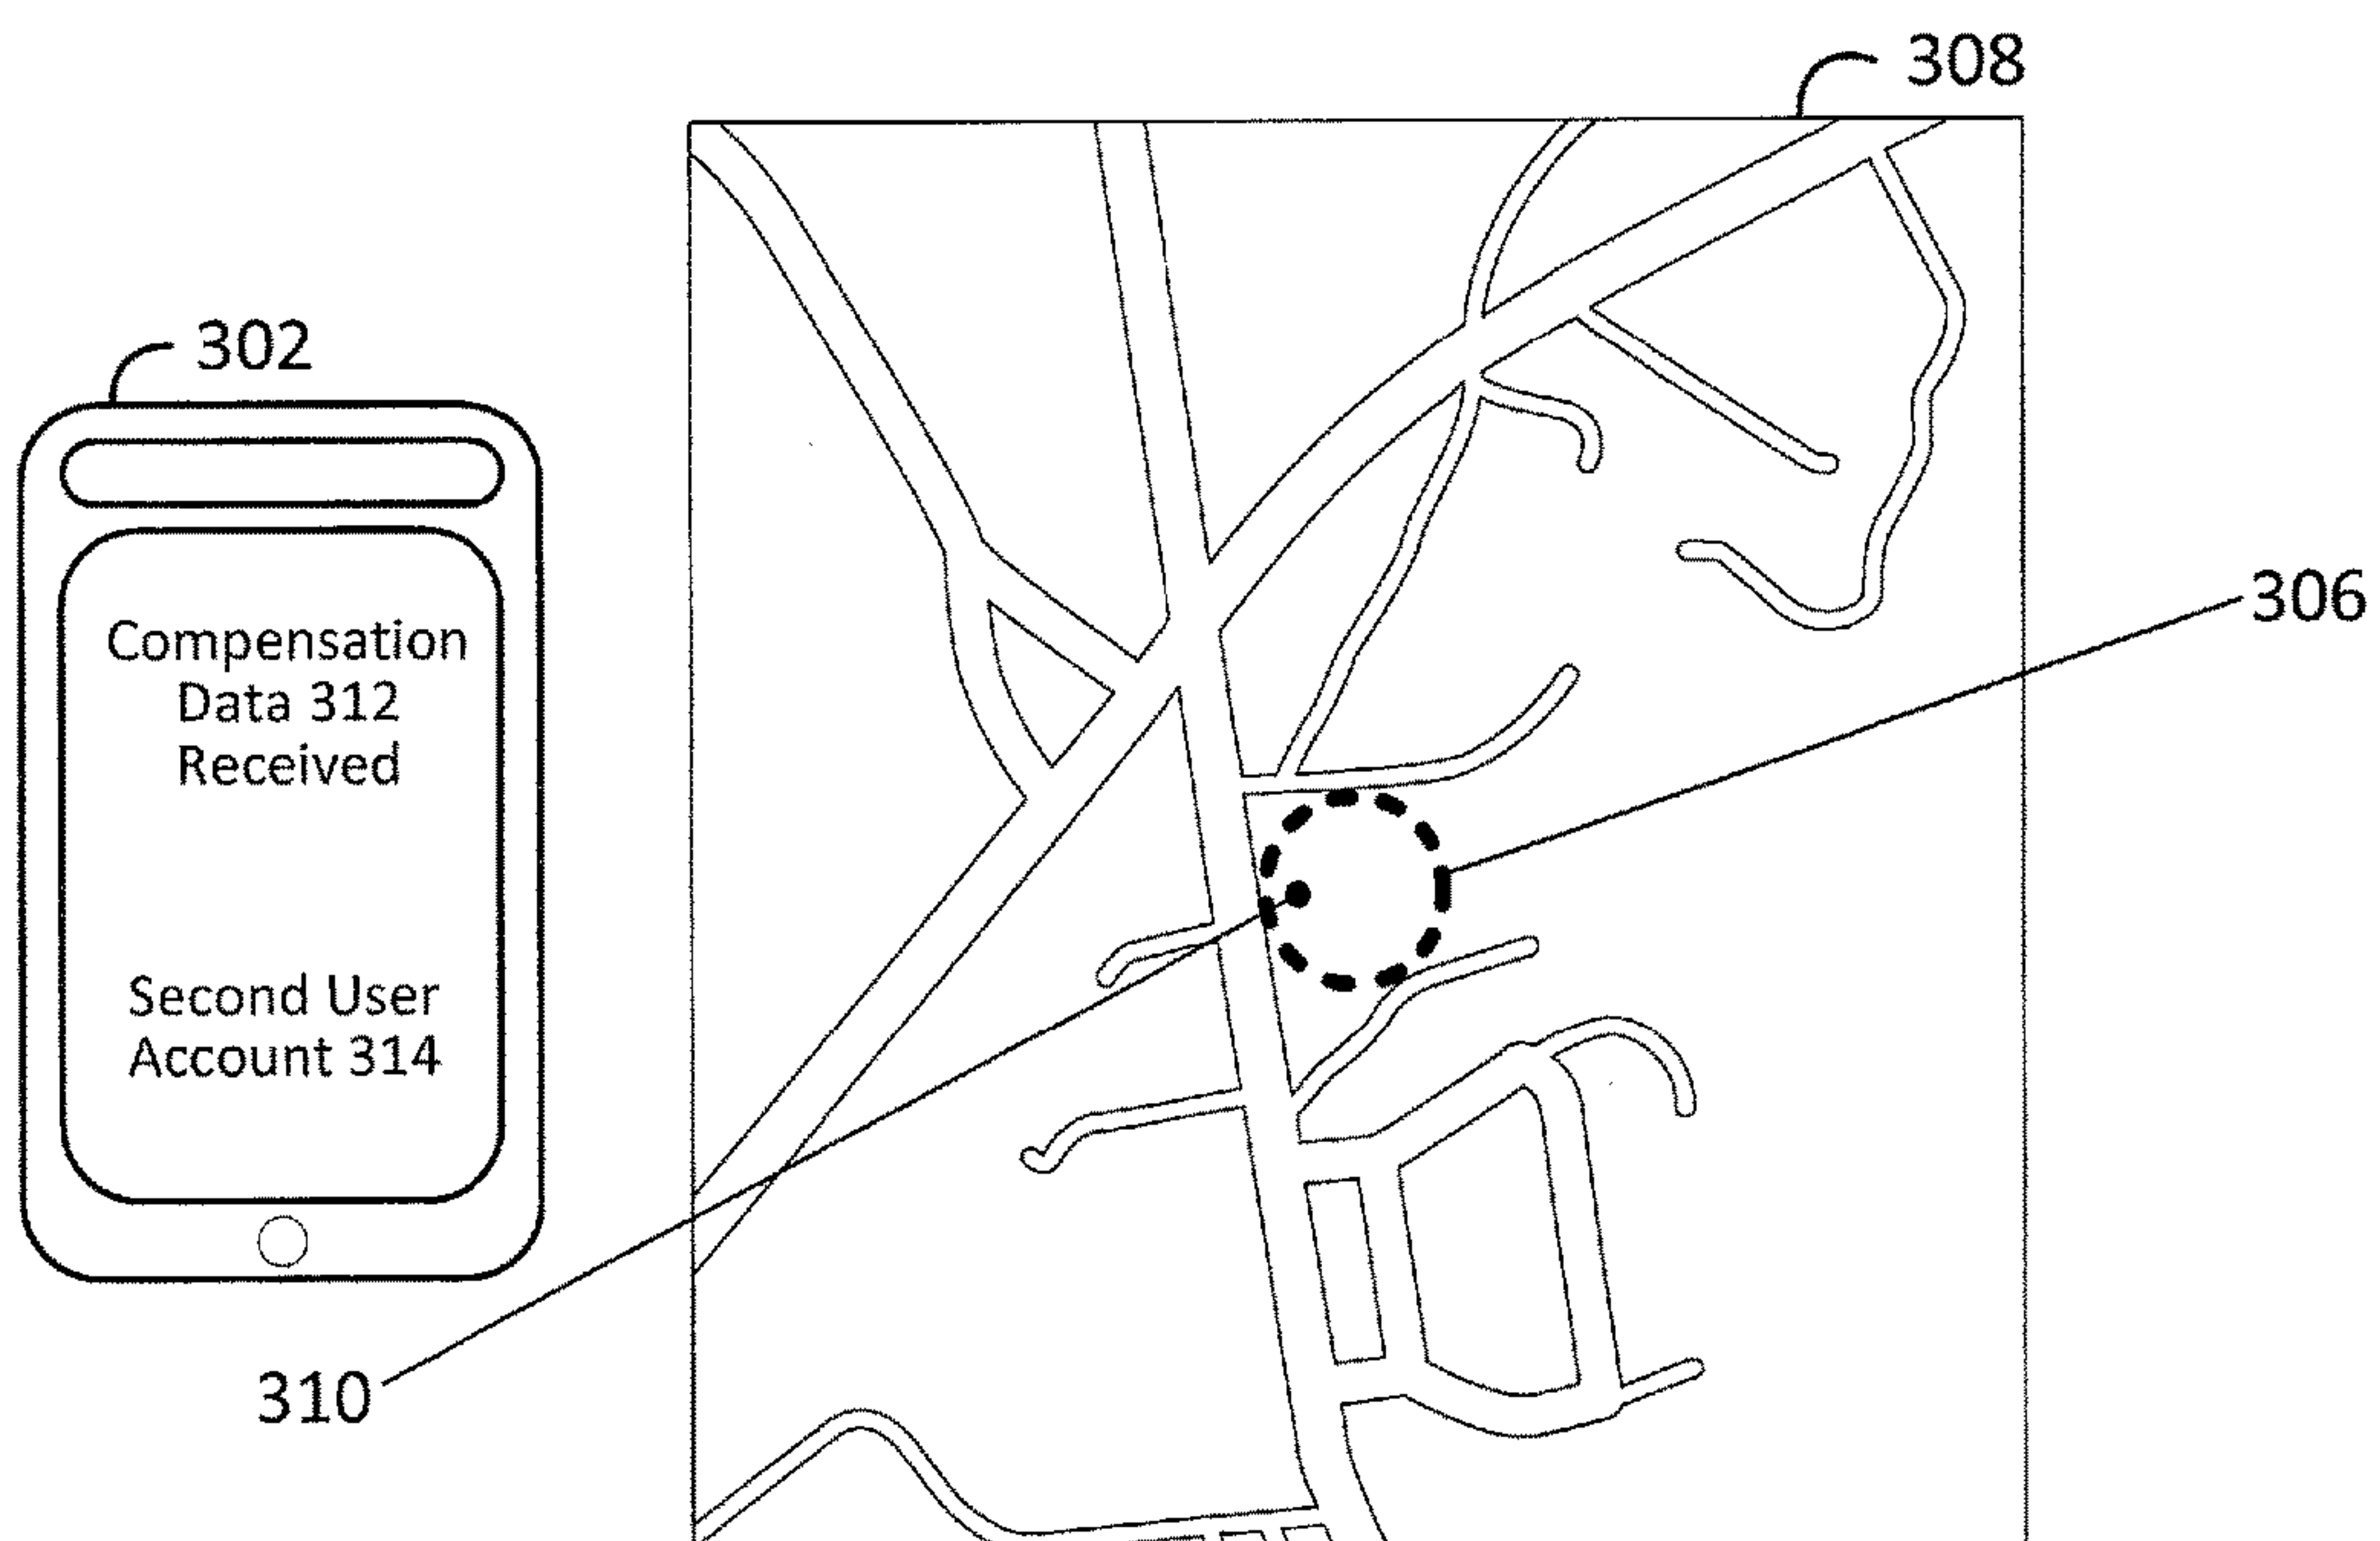 308
302
306
Compensation
Data 312
Received
Second User
Account 314
310